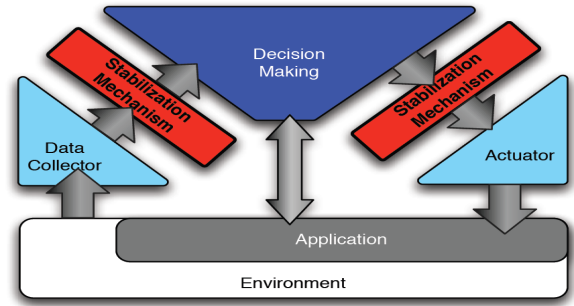 Decision
Making
Stabilization
Mechanism
Stabilization
Mechanism
Data
Collector
Actuator
Application
Environment